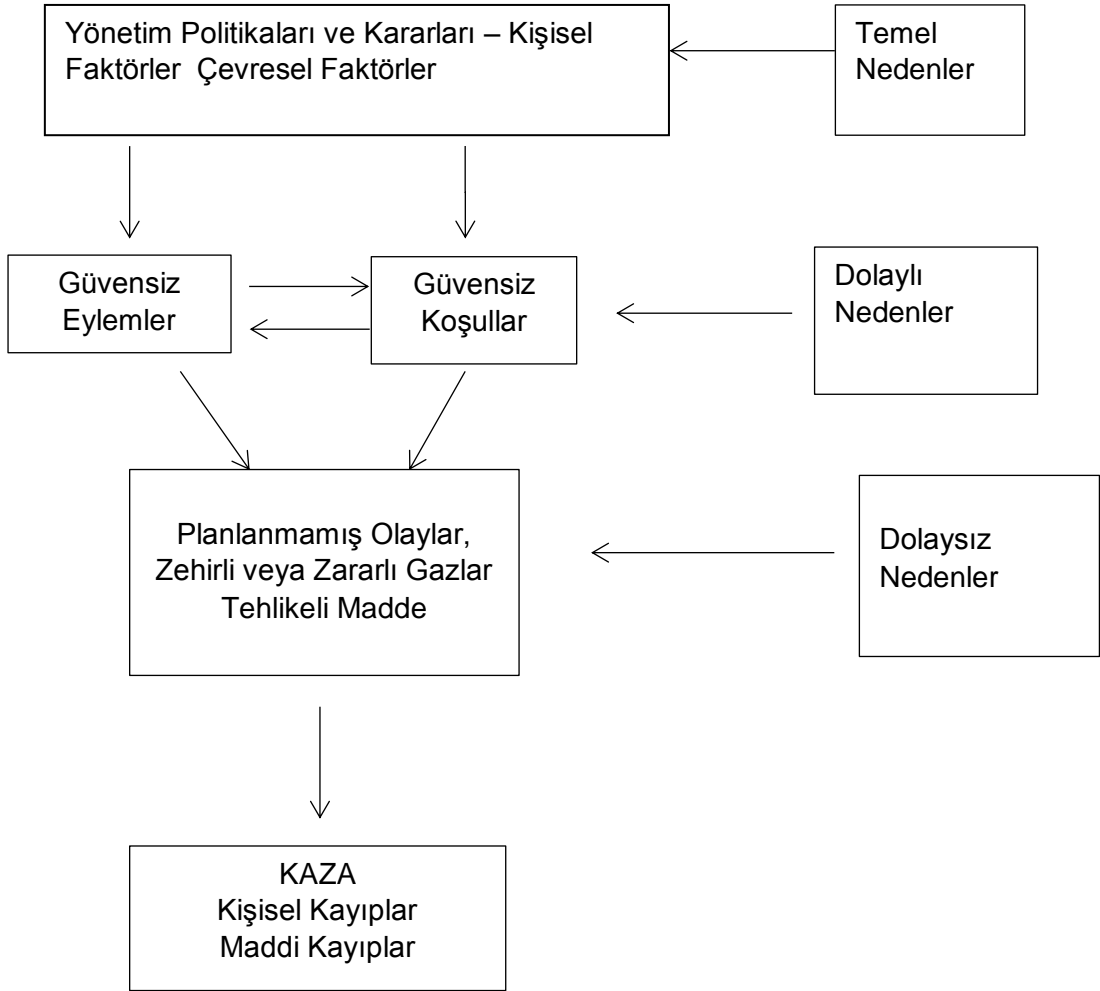 Yönetim Politikaları ve Kararları – Kişisel
Faktörler  Çevresel Faktörler
Temel
Nedenler
Güvensiz
Eylemler
Güvensiz
Koşullar
Dolaylı
Nedenler
Planlanmamış Olaylar,
Zehirli veya Zararlı Gazlar
Tehlikeli Madde
Dolaysız
Nedenler
KAZA
Kişisel Kayıplar
Maddi Kayıplar